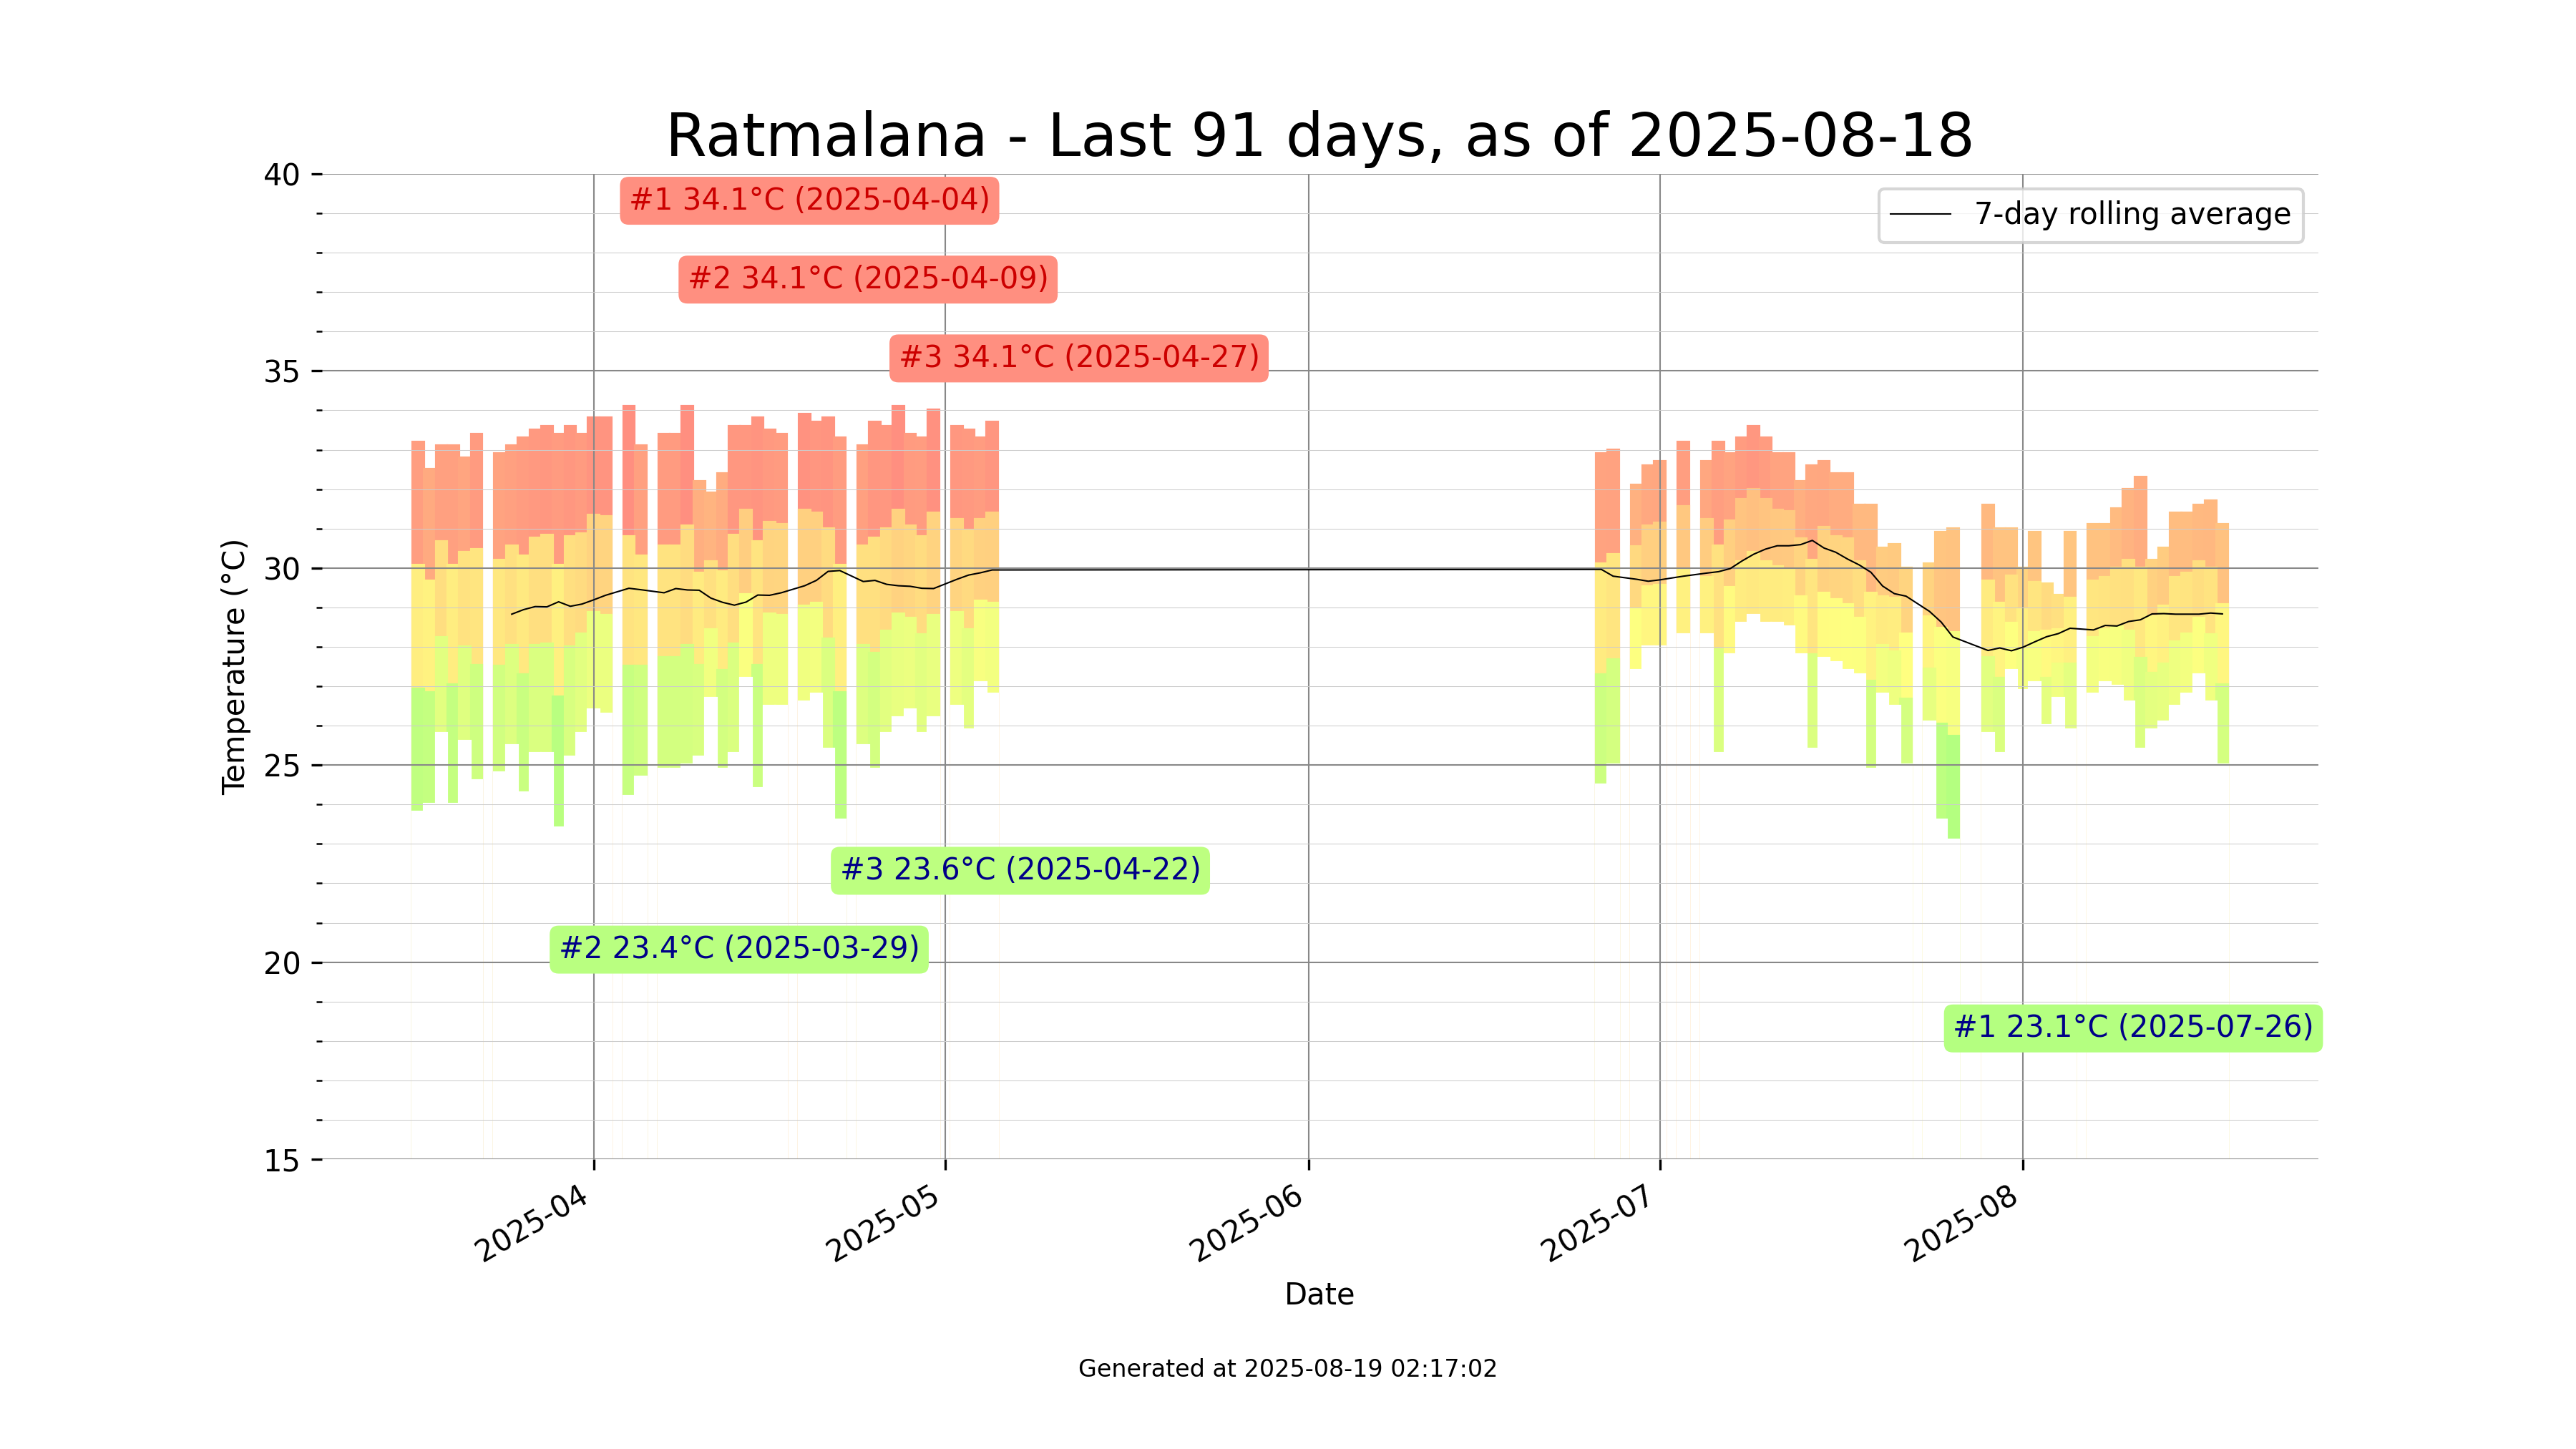 Ratmalana - Last 91 days, as of 2025-08-18
40
#1 34.1°C (2025-04-04)
7-day rolling average
#2 34.1°C (2025-04-09)
#3 34.1°C (2025-04-27)
35
30
Temperature (°C)
25
#3 23.6°C (2025-04-22)
#2 23.4°C (2025-03-29)
20
#1 23.1°C (2025-07-26)
15
2025-04
2025-05
2025-06
2025-07
2025-08
Date
Generated at 2025-08-19 02:17:02